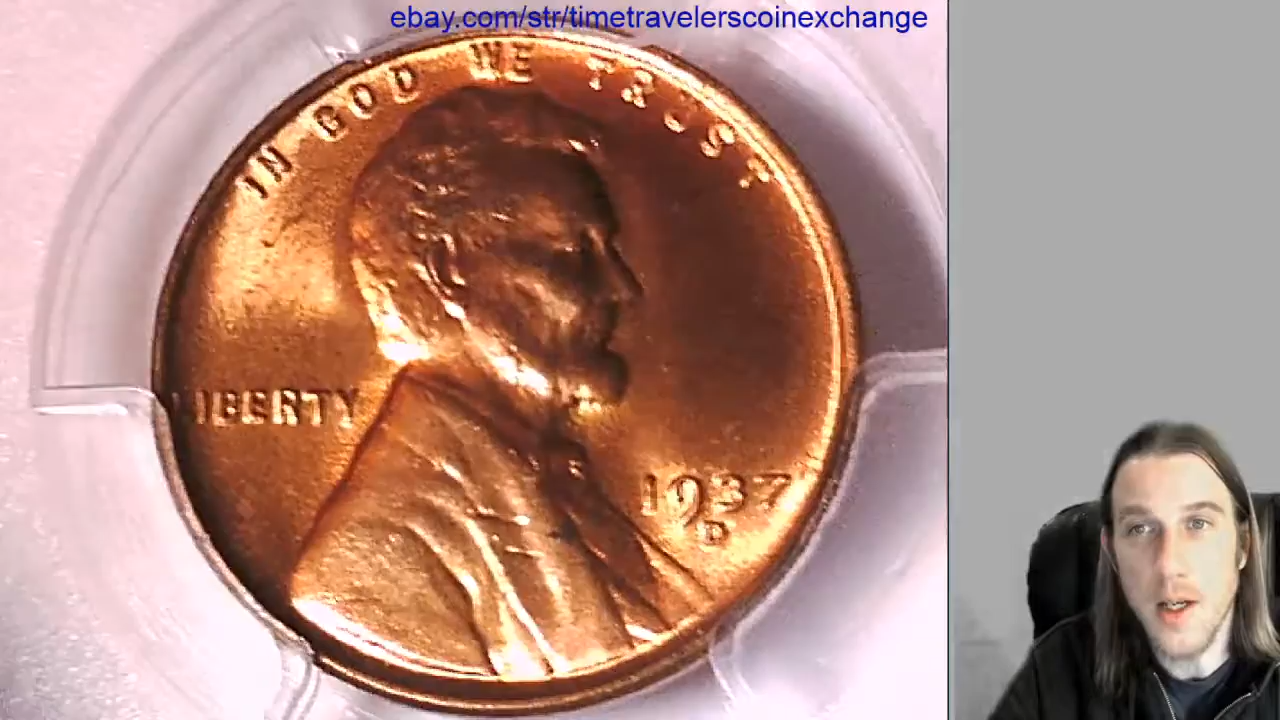 ebay.com/str/timetravelerscoinexchange
IN GOD WE TRUST
LIBERTY
1937
D